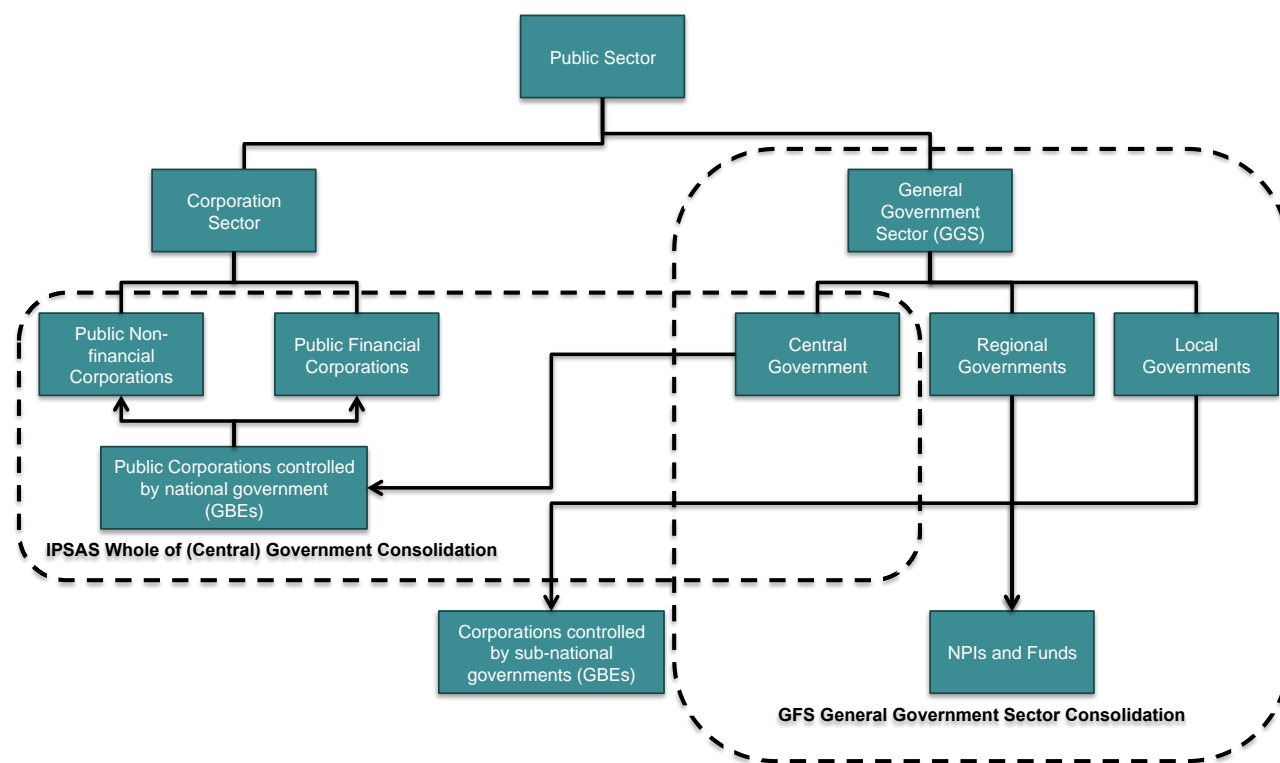 Public Sector
Corporation
Sector
General
Government
Sector (GGS)
Public Non-
financial
Corporations
Public Financial
Corporations
Central
Government
Regional
Governments
Local
Governments
Public Corporations controlled
by national government
(GBEs)
IPSAS Whole of (Central) Government Consolidation
Corporations controlled
by sub-national
governments (GBEs)
NPIs and Funds
GFS General Government Sector Consolidation